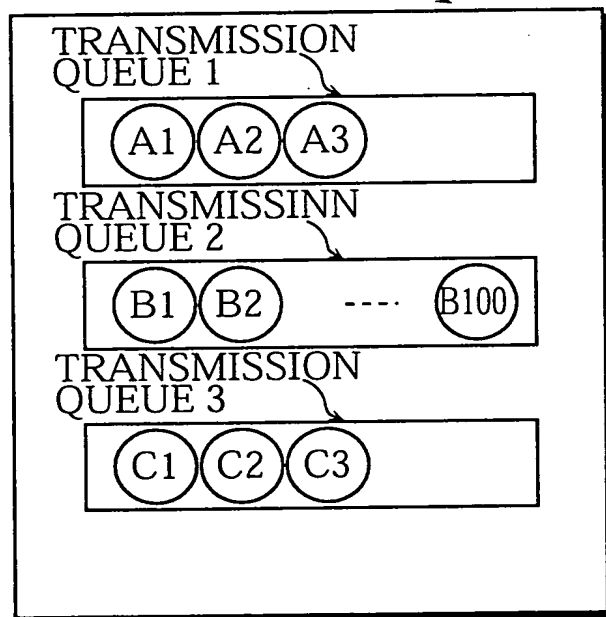 TRANSMISSION
QUEUE 1
A1 A2 A3
TRANSMISSINN
QUEUE 2
B1 B2 ---- B100
TRANSMISSION
QUEUE 3
C1 C2 C3